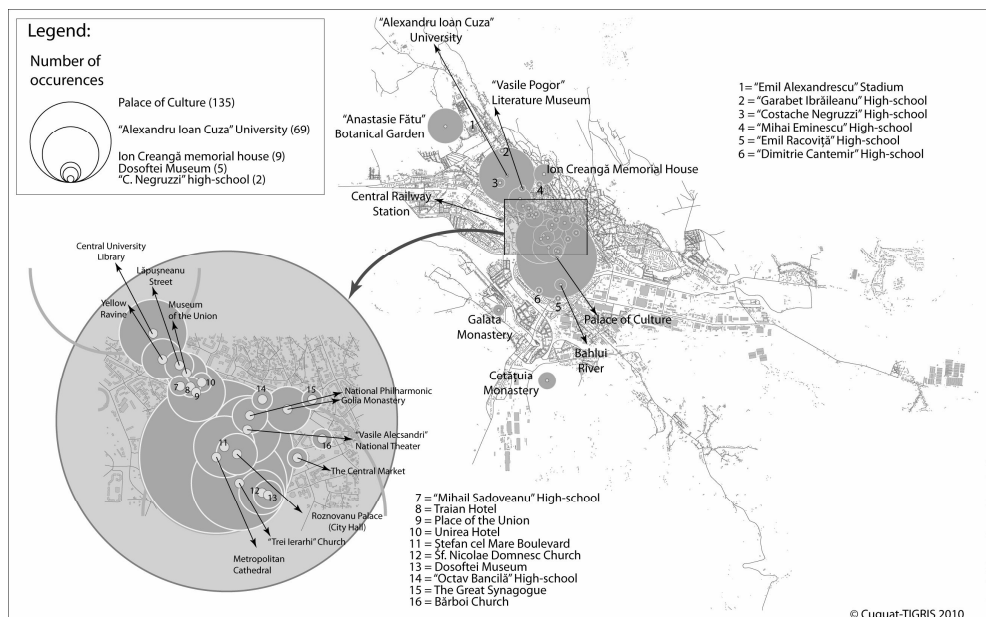 Legend:
Number of
occurences
Palace of Culture (135)
"Alexandru Ioan Cuza" University (69)
Ion Creangă memorial house (9)
Dosoftei Museum (5)
"C. Negruzzi" high-school (2)
"Alexandru Ioan Cuza"
University
"Vasile Pogor"
Literature Museum
"Anastasie Fătu"
Botanical Garden
1
2
3
4
Ion Creangă Memorial House
Central Railway
Station
6
5
Galata
Monastery
Palace of Culture
Bahlui
River
Cetățuia
Monastery
1= "Emil Alexandrescu" Stadium
2 = "Garabet Ibrăileanu" High-school
3 = "Costache Negruzzi" High-school
4 = "Mihai Eminescu" High-school
5 = "Emil Racoviță" High-school
6 = "Dimitrie Cantemir" High-school
Central University
Library
Lăpușneanu
Street
Yellow
Ravine
Museum
of the Union
7
8
9
10
14
15
National Philharmonic
Golia Monastery
"Vasile Alecsandri"
National Theater
16
11
The Central Market
12
13
Roznovanu Palace
(City Hall)
"Trei Ierarhi" Church
Metropolitan
Cathedral
7 = "Mihail Sadoveanu" High-school
8 = Traian Hotel
9 = Place of the Union
10 = Unirea Hotel
11 = Ștefan cel Mare Boulevard
12 = Sf. Nicolae Domnesc Church
13 = Dosoftei Museum
14 = "Octav Bancilă" High-school
15 = The Great Synagogue
16 = Bărboi Church
© Cuguat-TIGRIS 2010